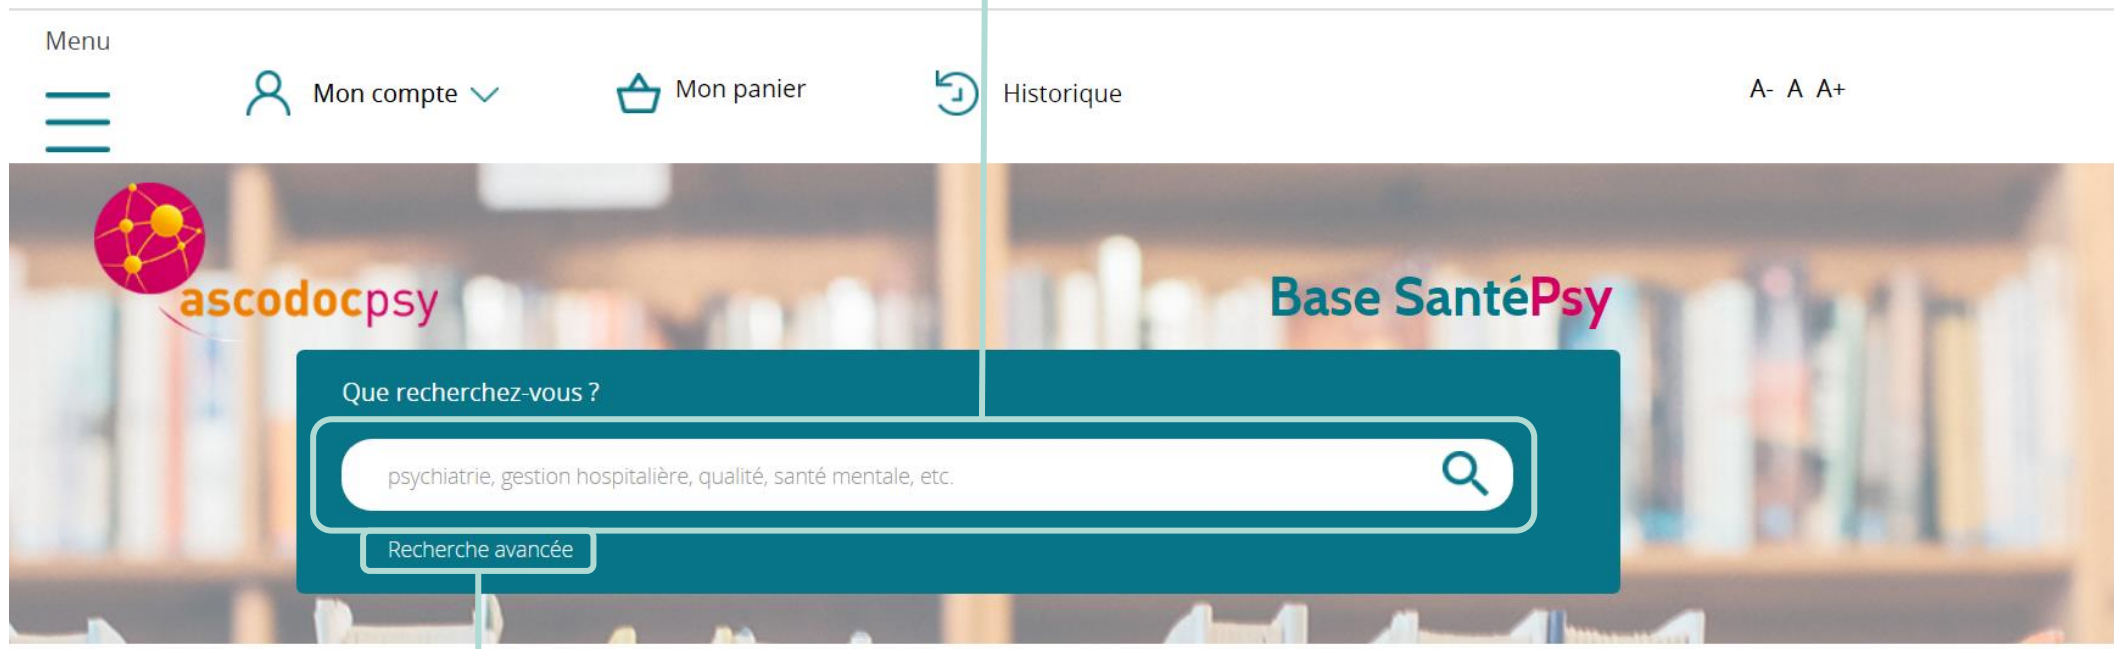 Menu
Mon compte
Mon panier
Historique
A- A A+
ascodocpsy
Base SantéPsy
Que recherchez-vous ?
psychiatrie, gestion hospitalière, qualité, santé mentale, etc.
Recherche avancée